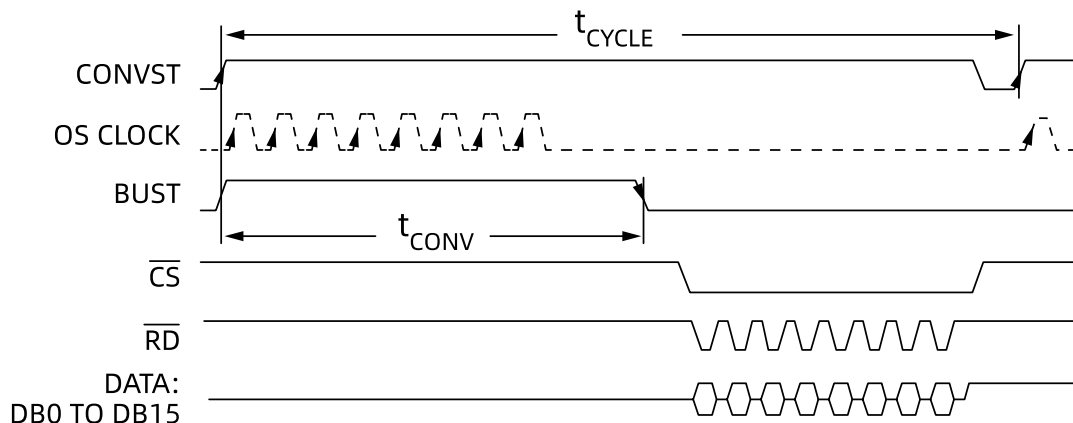 tCYCLE
CONVST
OS CLOCK
BUST
tCONV
CS
RD
DATA:
DB0 TO DB15